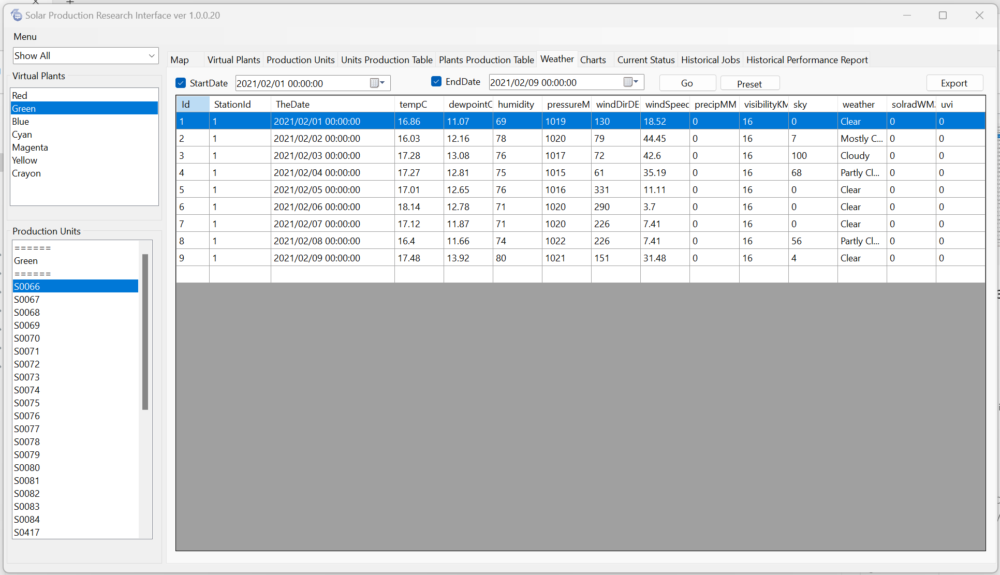 Solar Production Research Interface ver 1.0.0.20
Menu
Show All
Virtual Plants
Red
Green
Blue
Cyan
Magenta
Yellow
Crayon
Production Units
======
Green
======
S0066
S0067
S0068
S0069
S0070
S0071
S0072
S0073
S0074
S0075
S0076
S0077
S0078
S0079
S0080
S0081
S0082
S0083
S0084
S0417
Map Virtual Plants Production Units Units Production Table Plants Production Table Weather Charts Current Status Historical Jobs Historical Performance Report
StartDate 2021/02/01 00:00:00 EndDate 2021/02/09 00:00:00 Go Preset Export
Id StationId TheDate tempC dewpointC humidity pressureM windDirDE windSpeed precipMM visibilityKM sky weather solradWM uvi
1 1 2021/02/01 00:00:00 16.86 11.07 69 1019 130 18.52 0 16 0 Clear 0 0
2 1 2021/02/02 00:00:00 16.03 12.16 78 1020 79 44.45 0 16 7 Mostly C... 0 0
3 1 2021/02/03 00:00:00 17.28 13.08 76 1017 72 42.6 0 16 100 Cloudy 0 0
4 1 2021/02/04 00:00:00 17.27 12.81 75 1015 61 35.19 0 16 68 Partly Cl... 0 0
5 1 2021/02/05 00:00:00 17.01 12.65 76 1016 331 11.11 0 16 0 Clear 0 0
6 1 2021/02/06 00:00:00 18.14 12.78 71 1020 290 3.7 0 16 0 Clear 0 0
7 1 2021/02/07 00:00:00 17.12 11.87 71 1020 226 7.41 0 16 0 Clear 0 0
8 1 2021/02/08 00:00:00 16.4 11.66 74 1022 226 7.41 0 16 56 Partly Cl... 0 0
9 1 2021/02/09 00:00:00 17.48 13.92 80 1021 151 31.48 0 16 4 Clear 0 0